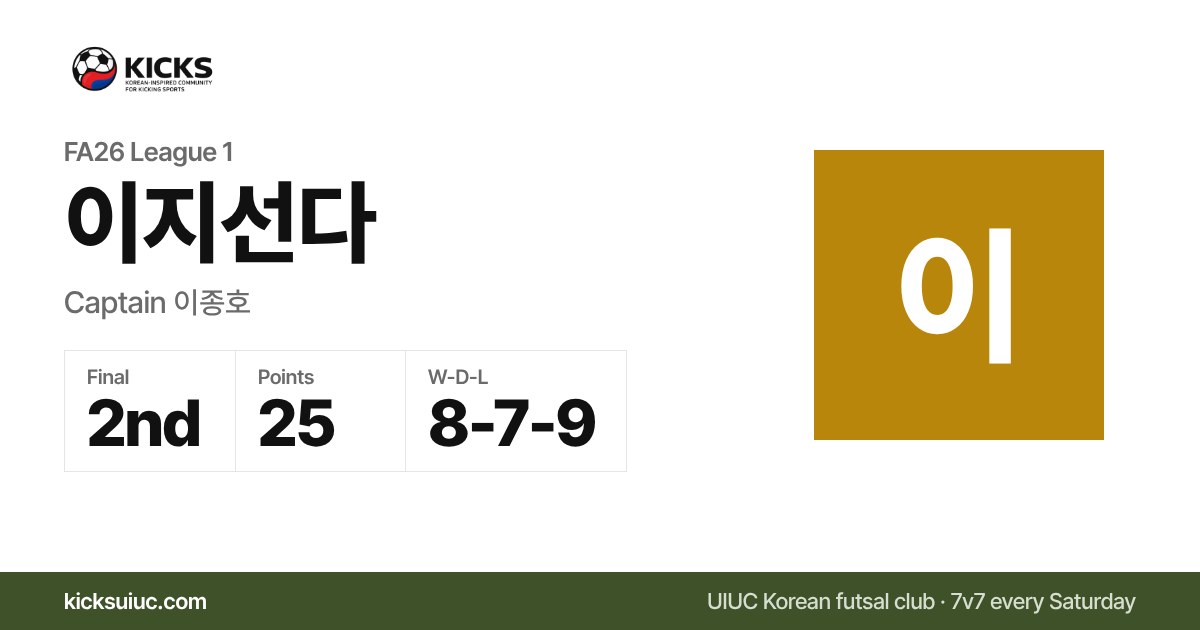 KICKS
KOREAN-INSPIRED COMMUNITY
FOR KICKING SPORTS
FA26 League 1
이지선다
Captain 이종호
Final
2nd
Points
25
W-D-L
8-7-9
이
kicksuiuc.com
UIUC Korean futsal club · 7v7 every Saturday